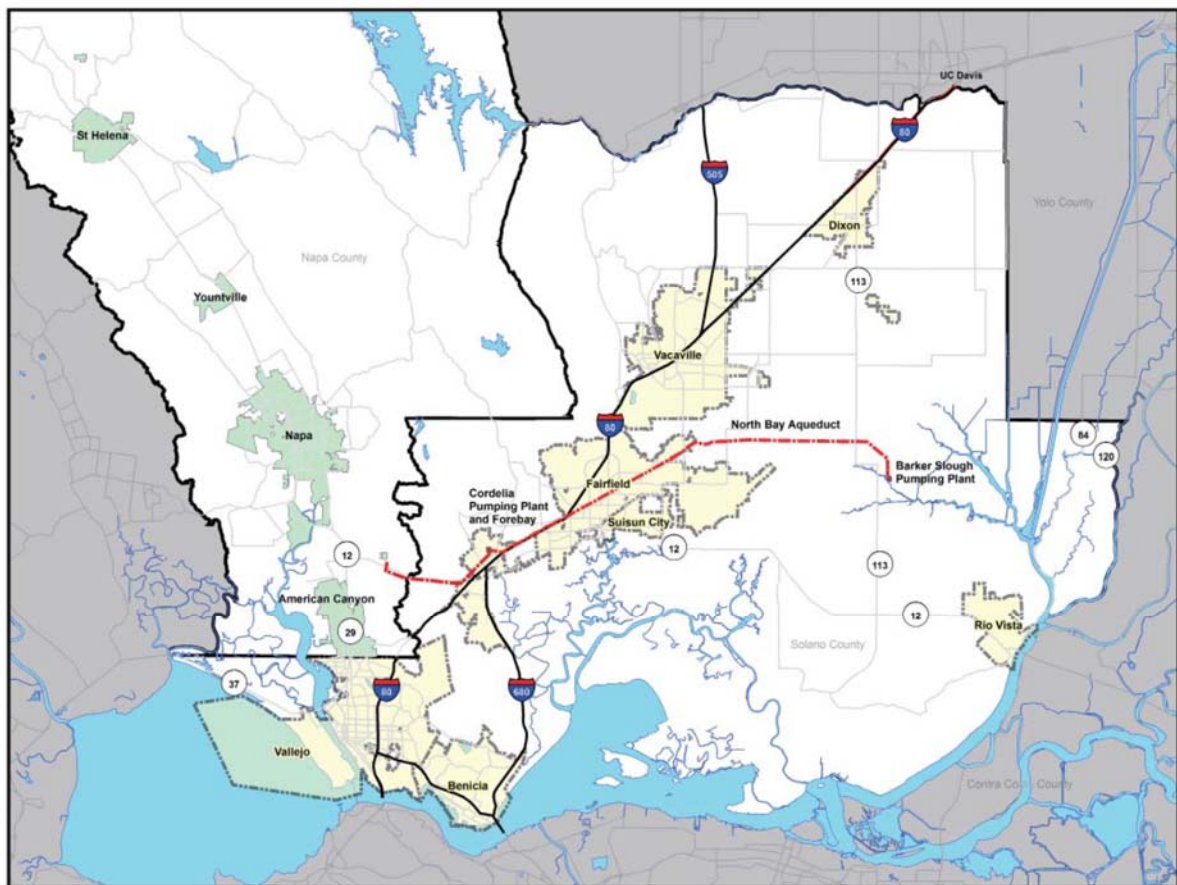 UC Davis
80
St Helena
505
Yolo County
Dixon
Napa County
113
Yountville
Vacaville
80
North Bay Aqueduct
Napa
84
120
Barker Slough
Pumping Plant
Fairfield
Cordelia
Pumping Plant
and Forebay
Suisun City
12
12
113
American Canyon
29
12
Rio Vista
Solano County
37
80
680
Vallejo
Benicia
Contra Costa County